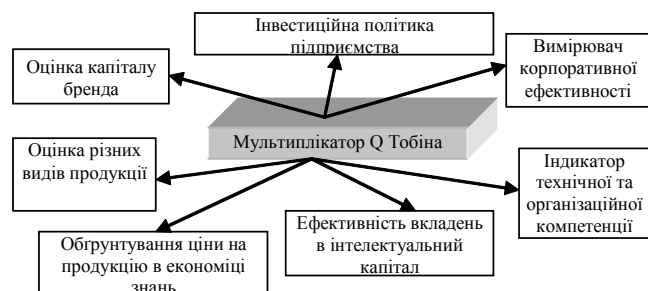 Інвестиційна політика
підприємства
Оцінка капіталу
бренда
Вимірювач
корпоративної
ефективності
Мультиплікатор Q Тобіна
Оцінка різних
видів продукції
Індикатор
технічної та
організаційної
компетенції
Обґрунтування ціни на
продукцію в економіці
знань
Ефективність вкладень
в інтелектуальний
капітал